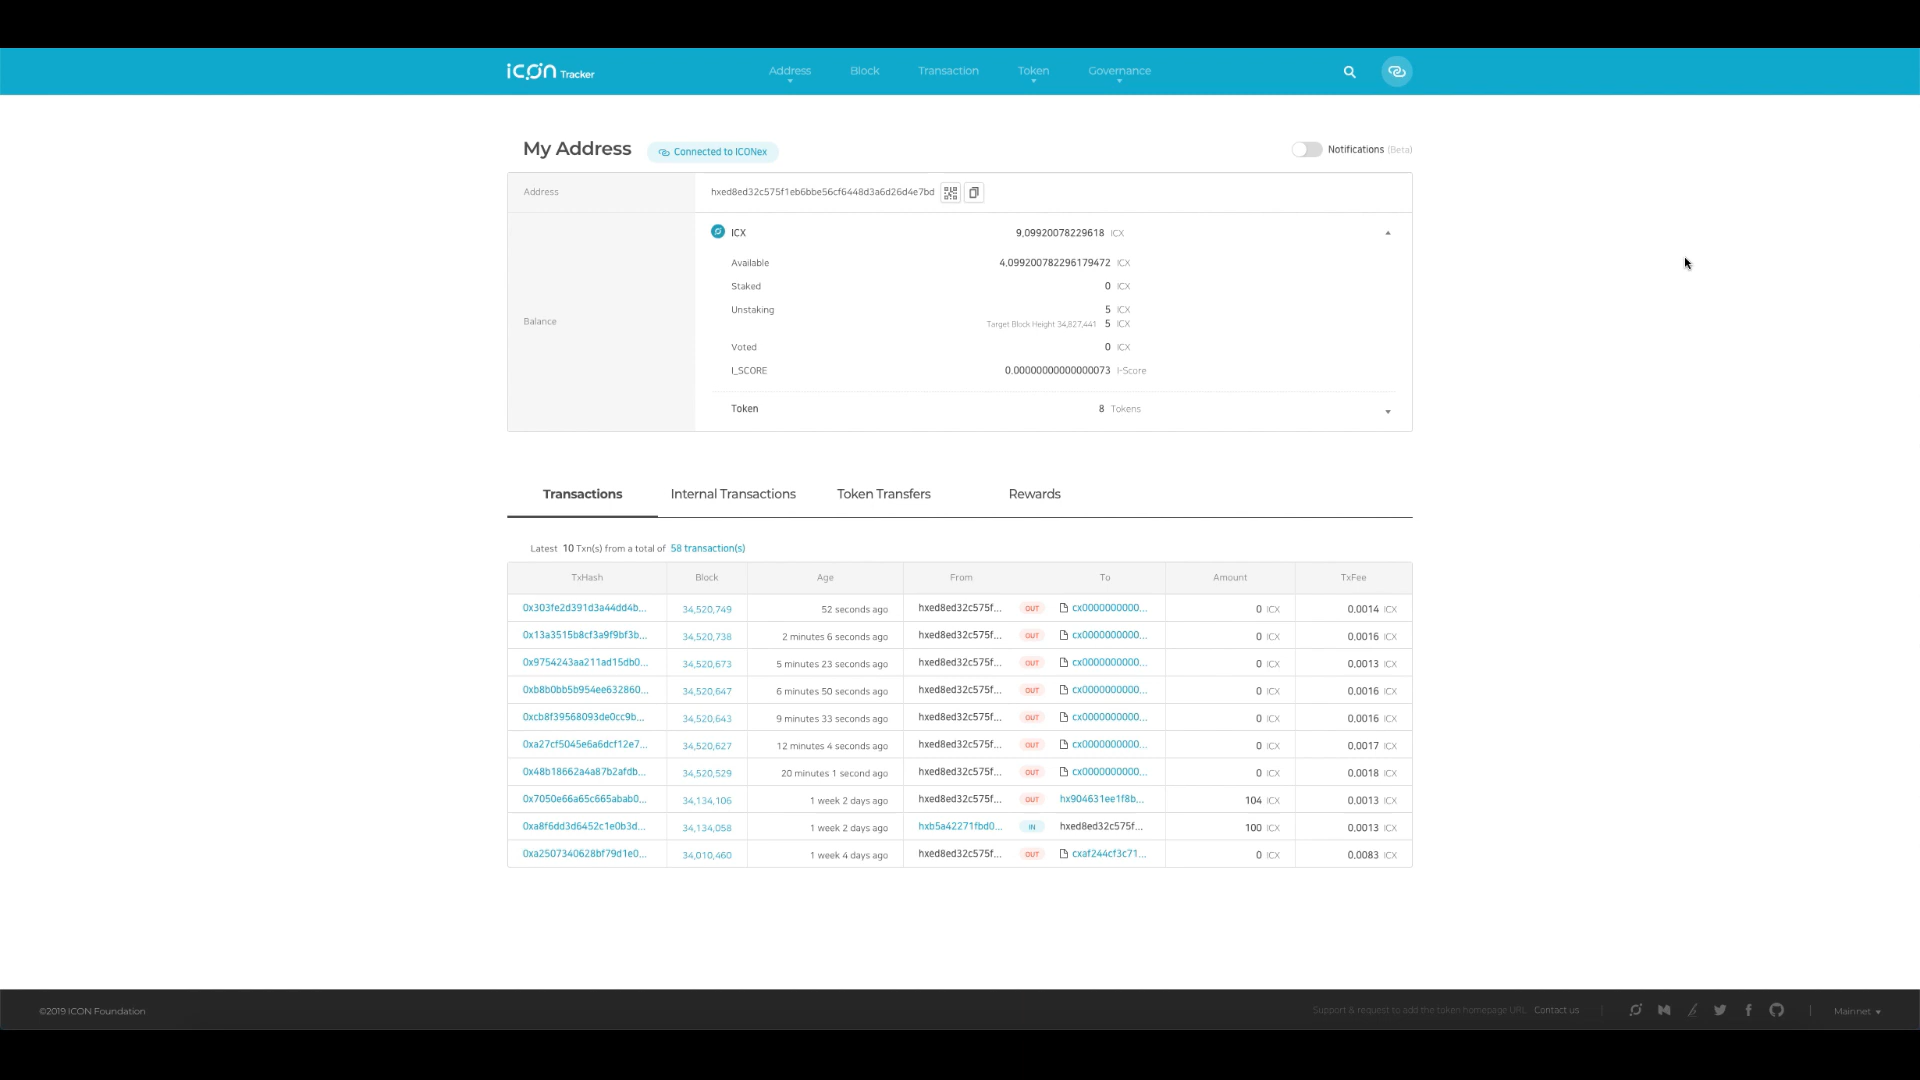 ICON Tracker
Address Block Transaction Token Governance
My Address Connected to ICONex Notifications (Beta)
Address hxed8ed32c575f1eb6bbe56cf6448d3a6d26d4e7bd
Balance
ICX 9.09920078229618 ICX
Available 4.099200782296179472 ICX
Staked 0 ICX
Unstaking 5 ICX
Target Block Height 34,827,441 5 ICX
Voted 0 ICX
I_SCORE 0.00000000000000073 I-Score
Token 8 Tokens
Transactions Internal Transactions Token Transfers Rewards
Latest 10 Txn(s) from a total of 58 transaction(s)
TxHash Block Age From To Amount TxFee
0x303fe2d391d3a44dd4b... 34,520,749 52 seconds ago hxed8ed32c575f... OUT cx0000000000... 0 ICX 0.0014 ICX
0x13a3515b8cf3a9f9bf3b... 34,520,738 2 minutes 6 seconds ago hxed8ed32c575f... OUT cx0000000000... 0 ICX 0.0016 ICX
0x9754243aa211ad15db0... 34,520,673 5 minutes 23 seconds ago hxed8ed32c575f... OUT cx0000000000... 0 ICX 0.0013 ICX
0xb8b0bb5b954ee632860... 34,520,647 6 minutes 50 seconds ago hxed8ed32c575f... OUT cx0000000000... 0 ICX 0.0016 ICX
0xcb8f39568093de0cc9b... 34,520,643 9 minutes 33 seconds ago hxed8ed32c575f... OUT cx0000000000... 0 ICX 0.0016 ICX
0xa27cf5045e6a6dcf12e7... 34,520,627 12 minutes 4 seconds ago hxed8ed32c575f... OUT cx0000000000... 0 ICX 0.0017 ICX
0x48b18662a4a87b2afdb... 34,520,529 20 minutes 1 second ago hxed8ed32c575f... OUT cx0000000000... 0 ICX 0.0018 ICX
0x7050e66a65c665abab0... 34,134,106 1 week 2 days ago hxed8ed32c575f... OUT hx904631ee1f8b... 104 ICX 0.0013 ICX
0xa8f6dd3d6452c1e0b3d... 34,134,058 1 week 2 days ago hxb5a42271fbd0... IN hxed8ed32c575f... 100 ICX 0.0013 ICX
0xa2507340628bf79d1e0... 34,010,460 1 week 4 days ago hxed8ed32c575f... OUT cxaf244cf3c71... 0 ICX 0.0083 ICX
©2019 ICON Foundation Support & request to add the token homepage URL Contact us Mainnet